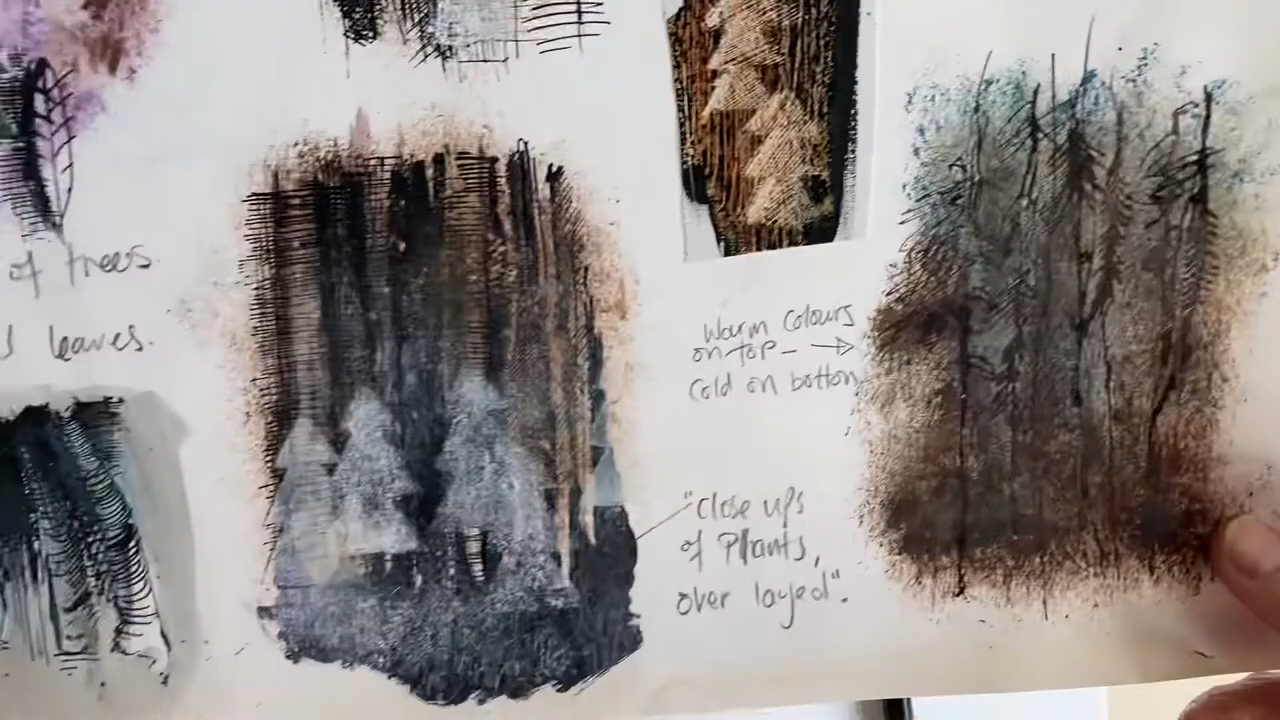 of trees.
s leaves.
Warm colours
on top - →
Cold on bottom,
"Close ups
of Plants,
over layed".